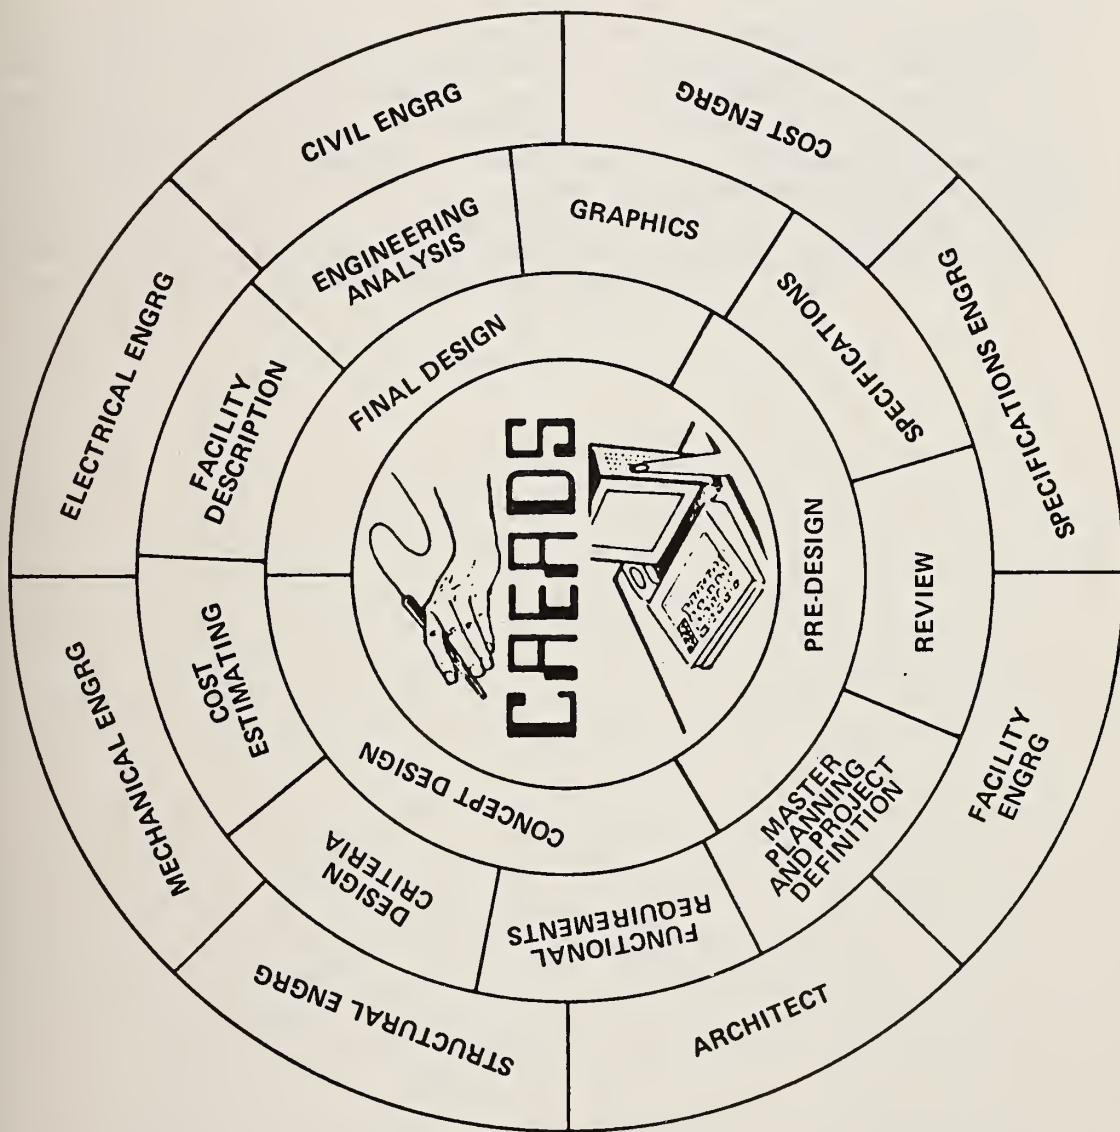 CAEADS
CONCEPT DESIGN
FINAL DESIGN
PRE-DESIGN
DESIGN
CRITERIA
COST
ESTIMATING
FACILITY
DESCRIPTION
ENGINEERING
ANALYSIS
GRAPHICS
SPECIFICATIONS
REVIEW
MASTER
PLANNING
AND PROJECT
DEFINITION
FUNCTIONAL
REQUIREMENTS
STRUCTURAL ENGRG
MECHANICAL ENGRG
ELECTRICAL ENGRG
CIVIL ENGRG
COST ENGRG
SPECIFICATIONS ENGRG
FACILITY
ENGRG
ARCHITECT